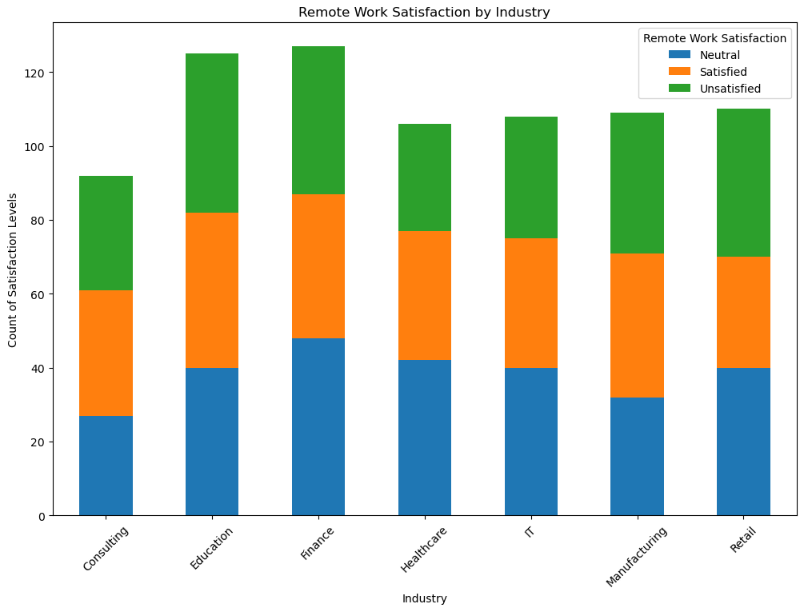 Remote Work Satisfaction by Industry
Remote Work Satisfaction
Neutral
Satisfied
Unsatisfied
Count of Satisfaction Levels
120
100
80
60
40
20
0
Consulting
Education
Finance
Healthcare
IT
Manufacturing
Retail
Industry